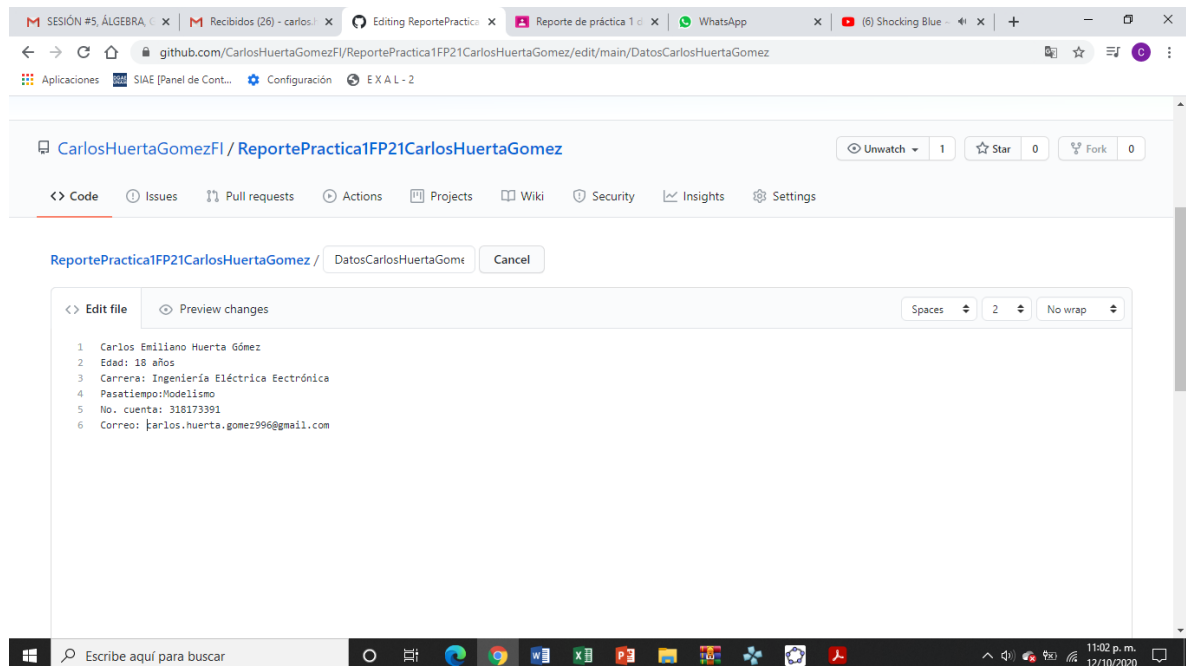 SESIÓN #5, ÁLGEBRA, G
Recibidos (26) - carlos.h
Editing ReportePractica
Reporte de práctica 1 d
WhatsApp
(6) Shocking Blue -
github.com/CarlosHuertaGomezFI/ReportePractica1FP21CarlosHuertaGomez/edit/main/DatosCarlosHuertaGomez
C
Aplicaciones
SIAE [Panel de Cont...
Configuración
E X A L - 2
CarlosHuertaGomezFI / ReportePractica1FP21CarlosHuertaGomez
Unwatch 1
Star 0
Fork 0
<> Code
Issues
Pull requests
Actions
Projects
Wiki
Security
Insights
Settings
ReportePractica1FP21CarlosHuertaGomez / DatosCarlosHuertaGome
Cancel
<> Edit file
Preview changes
Spaces
2
No wrap
1 Carlos Emiliano Huerta Gómez
2 Edad: 18 años
3 Carrera: Ingeniería Eléctrica Eectrónica
4 Pasatiempo:Modelismo
5 No. cuenta: 318173391
6 Correo: carlos.huerta.gomez996@gmail.com
Escribe aquí para buscar
11:02 p. m.
12/10/2020